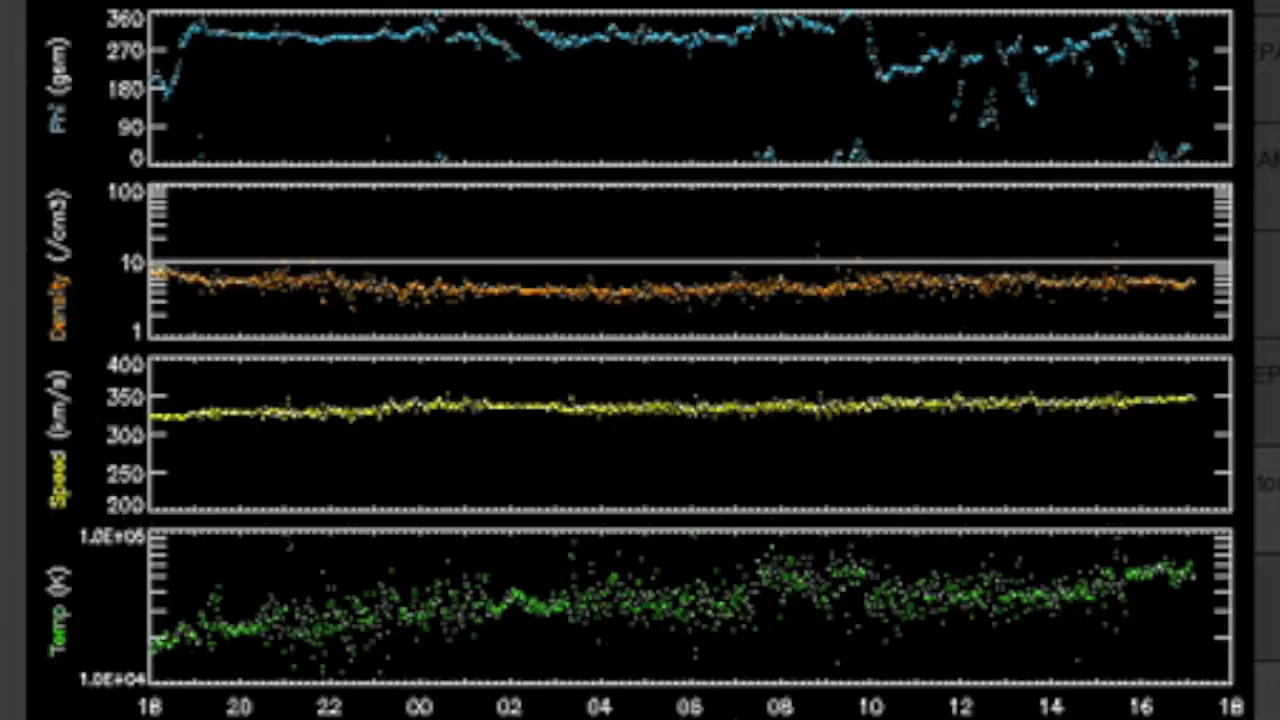 Phi (gsm)
360
270
180
90
0
Density (/cm3)
100
10
1
Speed (km/s)
400
350
300
250
200
Temp (K)
1.0E+05
1.0E+04
18 20 22 00 02 04 06 08 10 12 14 16 18